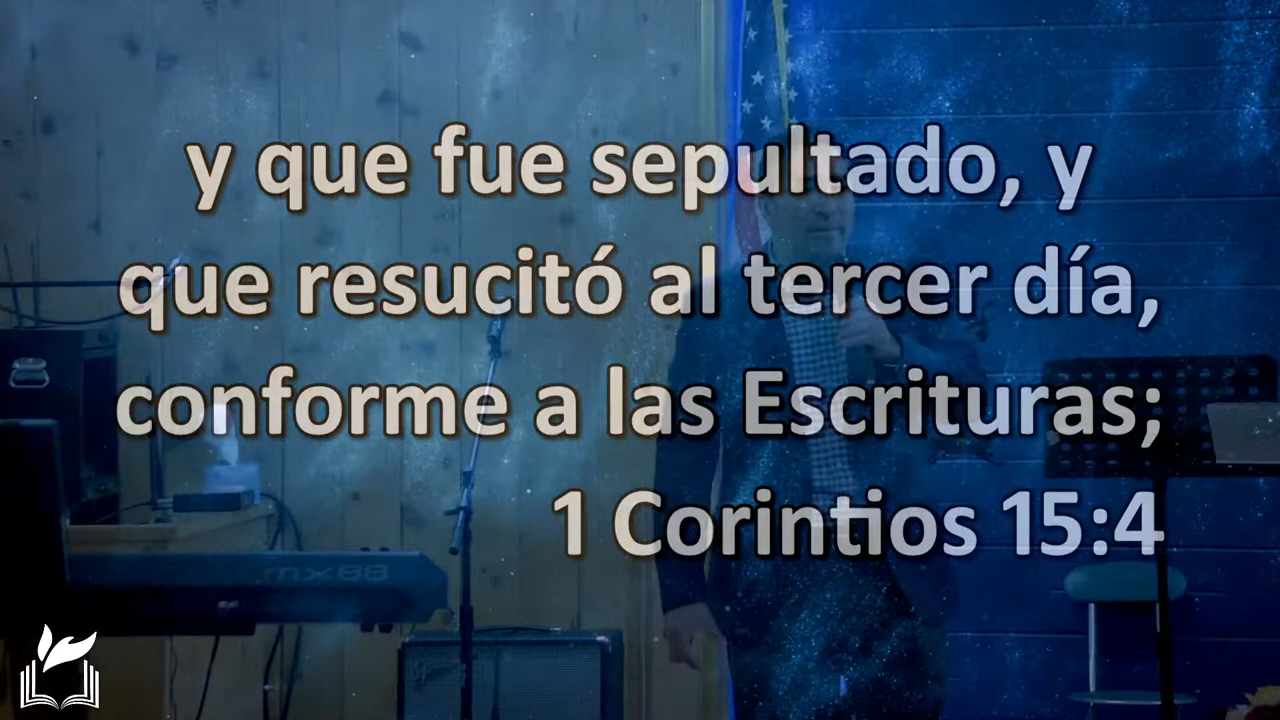 y que fue sepultado, y
que resucitó al tercer día,
conforme a las Escrituras;
1 Corintios 15:4
mx88